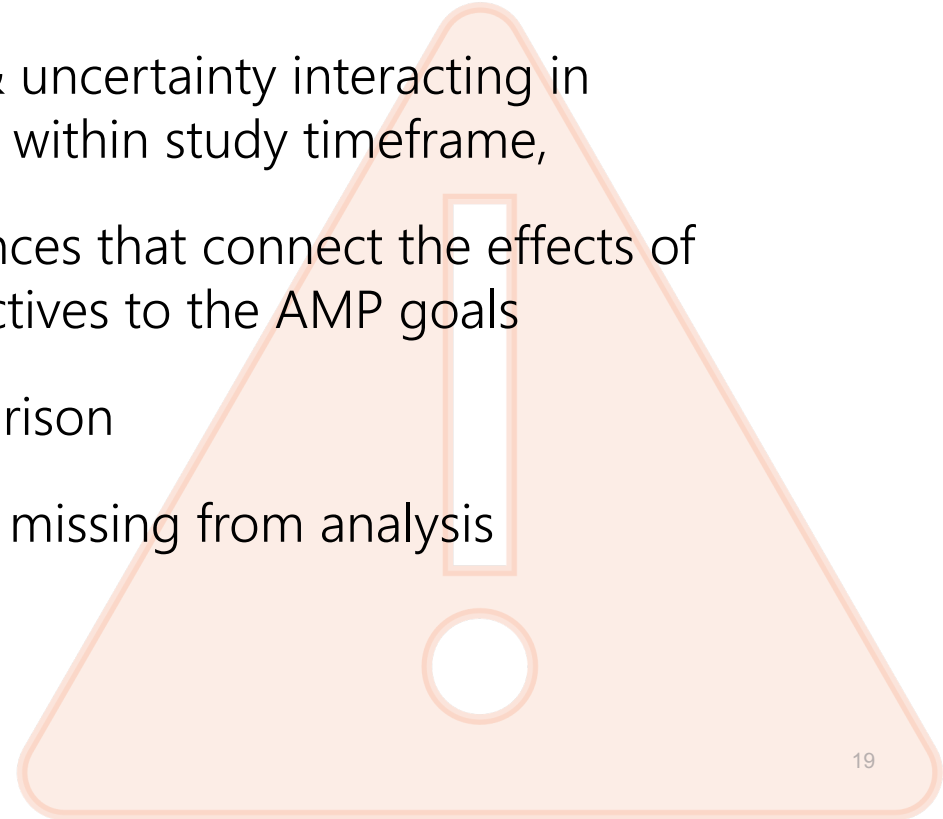 & uncertainty interacting in
within study timeframe,
nces that connect the effects of
ctives to the AMP goals
rison
missing from analysis
19